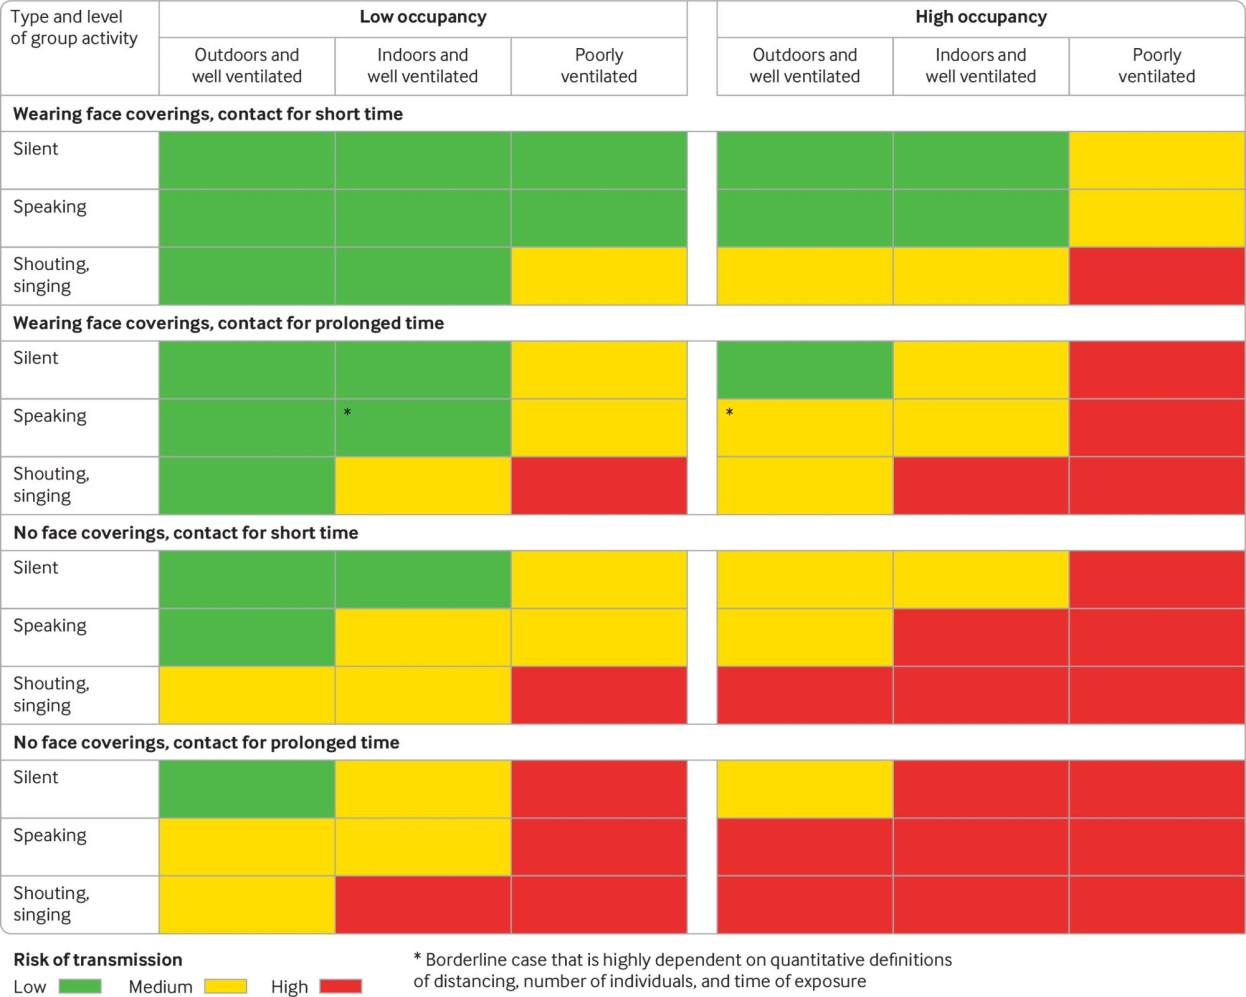 Type and level
of group activity
Low occupancy
High occupancy
Outdoors and
well ventilated
Indoors and
well ventilated
Poorly
ventilated
Outdoors and
well ventilated
Indoors and
well ventilated
Poorly
ventilated
Wearing face coverings, contact for short time
Silent
Speaking
Shouting,
singing
Wearing face coverings, contact for prolonged time
Silent
Speaking
*
*
Shouting,
singing
No face coverings, contact for short time
Silent
Speaking
Shouting,
singing
No face coverings, contact for prolonged time
Silent
Speaking
Shouting,
singing
Risk of transmission
Low
Medium
High
* Borderline case that is highly dependent on quantitative definitions
of distancing, number of individuals, and time of exposure